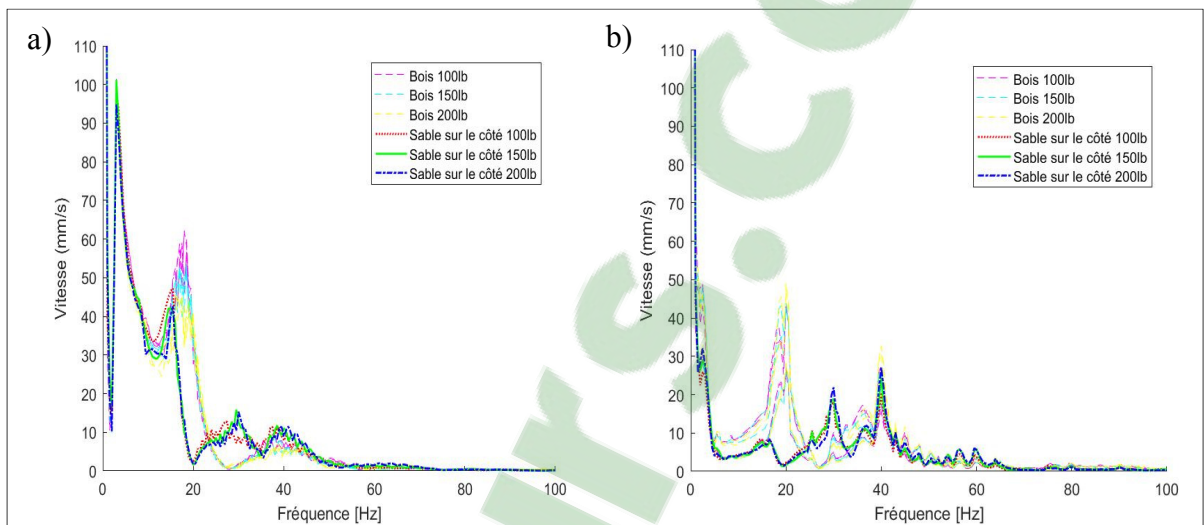 a)
110
100
90
80
70
60
50
40
30
20
10
0
Vitesse (mm/s)
Bois 100lb
Bois 150lb
Bois 200lb
Sable sur le côté 100lb
Sable sur le côté 150lb
Sable sur le côté 200lb
0 20 40 60 80 100
Fréquence [Hz]
b)
110
100
90
80
70
60
50
40
30
20
10
0
Vitesse (mm/s)
Bois 100lb
Bois 150lb
Bois 200lb
Sable sur le côté 100lb
Sable sur le côté 150lb
Sable sur le côté 200lb
0 20 40 60 80 100
Fréquence [Hz]
rs.c